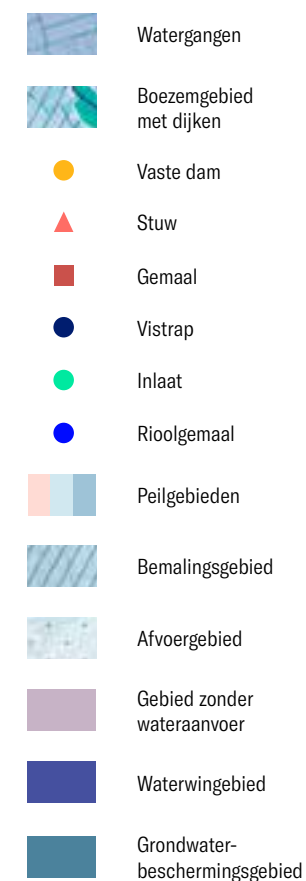 Watergangen
Boezemgebied
met dijken
Vaste dam
Stuw
Gemaal
Vistrap
Inlaat
Rioolgemaal
Peilgebieden
Bemalingsgebied
Afvoergebied
Gebied zonder
wateraanvoer
Waterwingebied
Grondwater-
beschermingsgebied